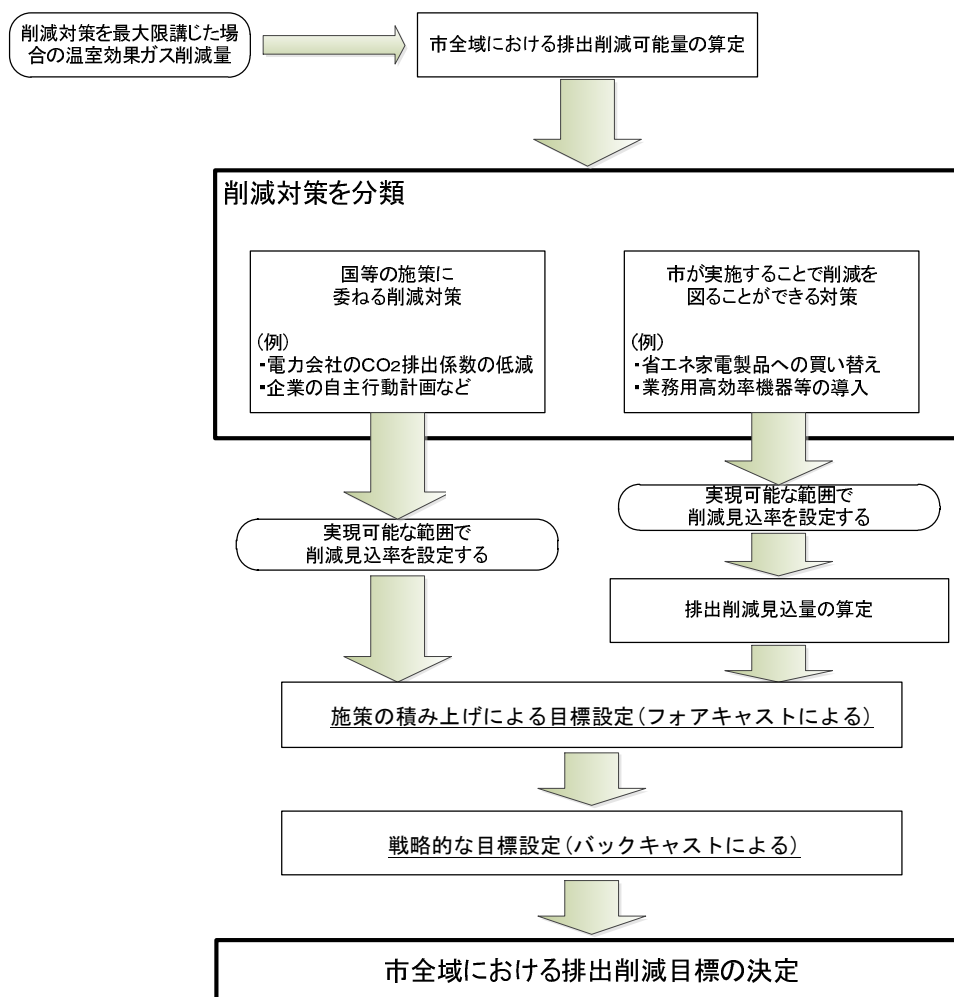 削減対策を最大限講じた場
合の温室効果ガス削減量
市全域における排出削減可能量の算定
削減対策を分類
国等の施策に
委ねる削減対策
(例)
・電力会社のCO2排出係数の低減
・企業の自主行動計画など
市が実施することで削減を
図ることができる対策
(例)
・省エネ家電製品への買い替え
・業務用高効率機器等の導入
実現可能な範囲で
削減見込率を設定する
実現可能な範囲で
削減見込率を設定する
排出削減見込量の算定
施策の積み上げによる目標設定(フォアキャストによる)
戦略的な目標設定(バックキャストによる)
市全域における排出削減目標の決定